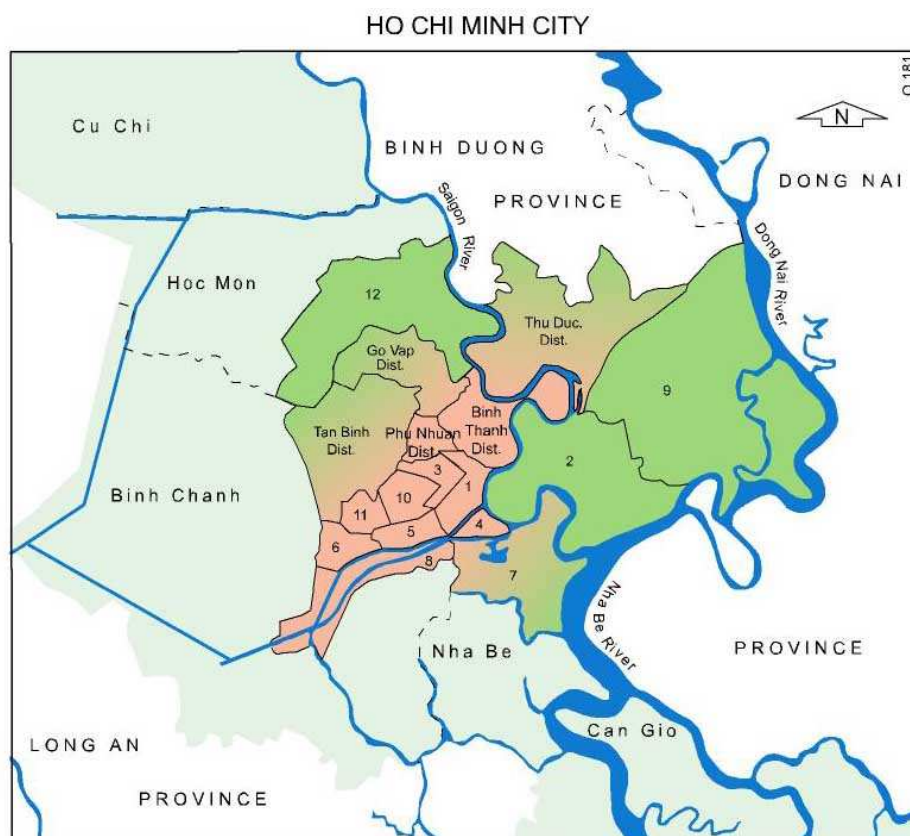 HO CHI MINH CITY
O 181
Cu Chi
BINH DUONG
N
PROVINCE
DONG NAI
Saigon River
Dong Nai River
Hoc Mon
12
Thu Duc.
Dist.
Go Vap
Dist.
9
Tan Binh
Dist.
Phu Nhuan
Dist.
Binh
Thanh
Dist.
2
3
1
Binh Chanh
10
11
4
5
6
8
7
Nha Be River
Nha Be
PROVINCE
Can Gio
LONG AN
PROVINCE